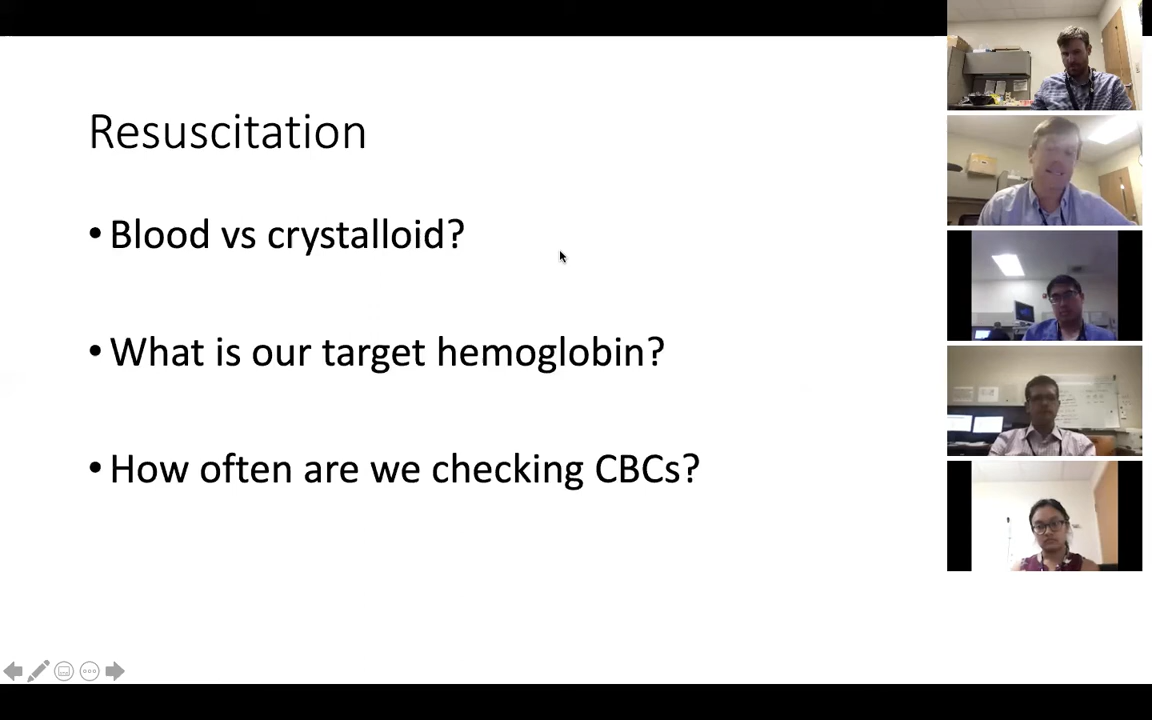 Resuscitation
• Blood vs crystalloid?
• What is our target hemoglobin?
• How often are we checking CBCs?